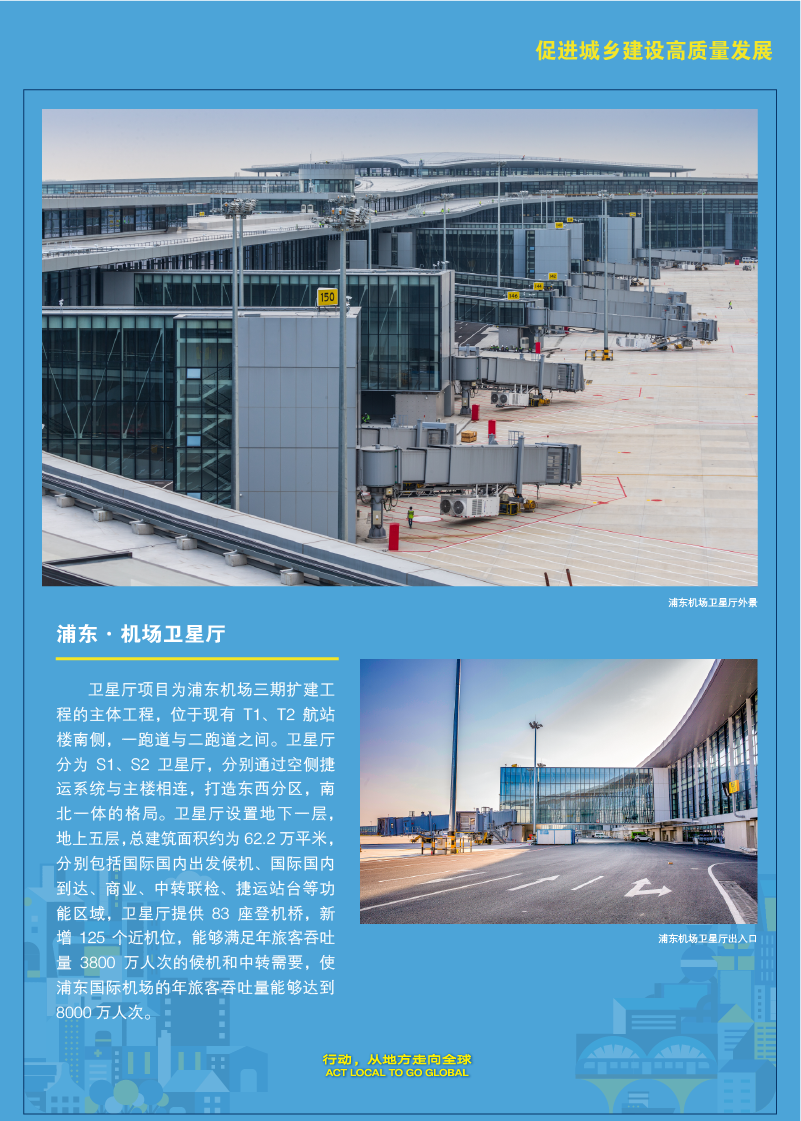 促进城乡建设高质量发展
150
146
144
142
浦东机场卫星厅外景
浦东·机场卫星厅
卫星厅项目为浦东机场三期扩建工
程的主体工程，位于现有 T1、T2 航站
楼南侧，一跑道与二跑道之间。卫星厅
分为 S1、S2 卫星厅，分别通过空侧捷
运系统与主楼相连，打造东西分区，南
北一体的格局。卫星厅设置地下一层，
地上五层，总建筑面积约为 62.2 万平米，
分别包括国际国内出发候机、国际国内
到达、商业、中转联检、捷运站台等功
能区域，卫星厅提供 83 座登机桥，新
增 125 个近机位，能够满足年旅客吞吐
量 3800 万人次的候机和中转需要，使
浦东国际机场的年旅客吞吐量能够达到
8000 万人次。
浦东机场卫星厅出入口
行动，从地方走向全球
ACT LOCAL TO GO GLOBAL